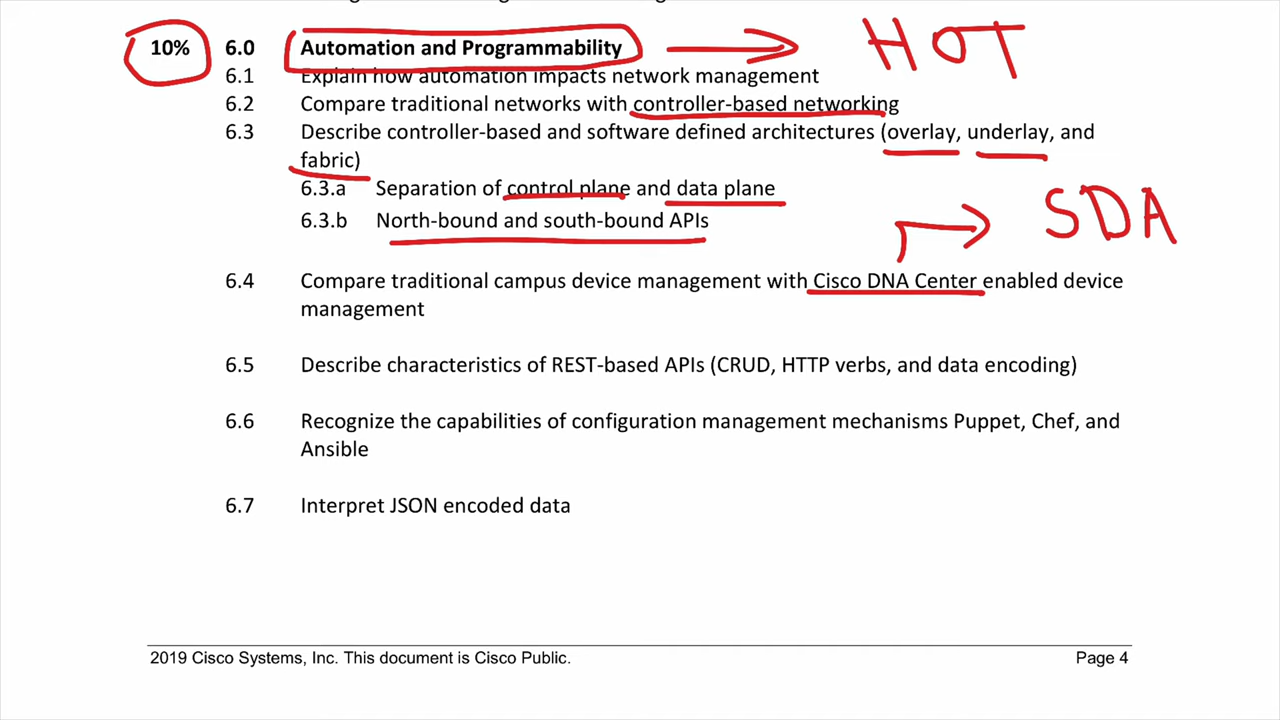 10% 6.0 Automation and Programmability HOT
6.1 Explain how automation impacts network management
6.2 Compare traditional networks with controller-based networking
6.3 Describe controller-based and software defined architectures (overlay, underlay, and
fabric)
6.3.a Separation of control plane and data plane
6.3.b North-bound and south-bound APIs
SDA
6.4 Compare traditional campus device management with Cisco DNA Center enabled device
management
6.5 Describe characteristics of REST-based APIs (CRUD, HTTP verbs, and data encoding)
6.6 Recognize the capabilities of configuration management mechanisms Puppet, Chef, and
Ansible
6.7 Interpret JSON encoded data
2019 Cisco Systems, Inc. This document is Cisco Public. Page 4